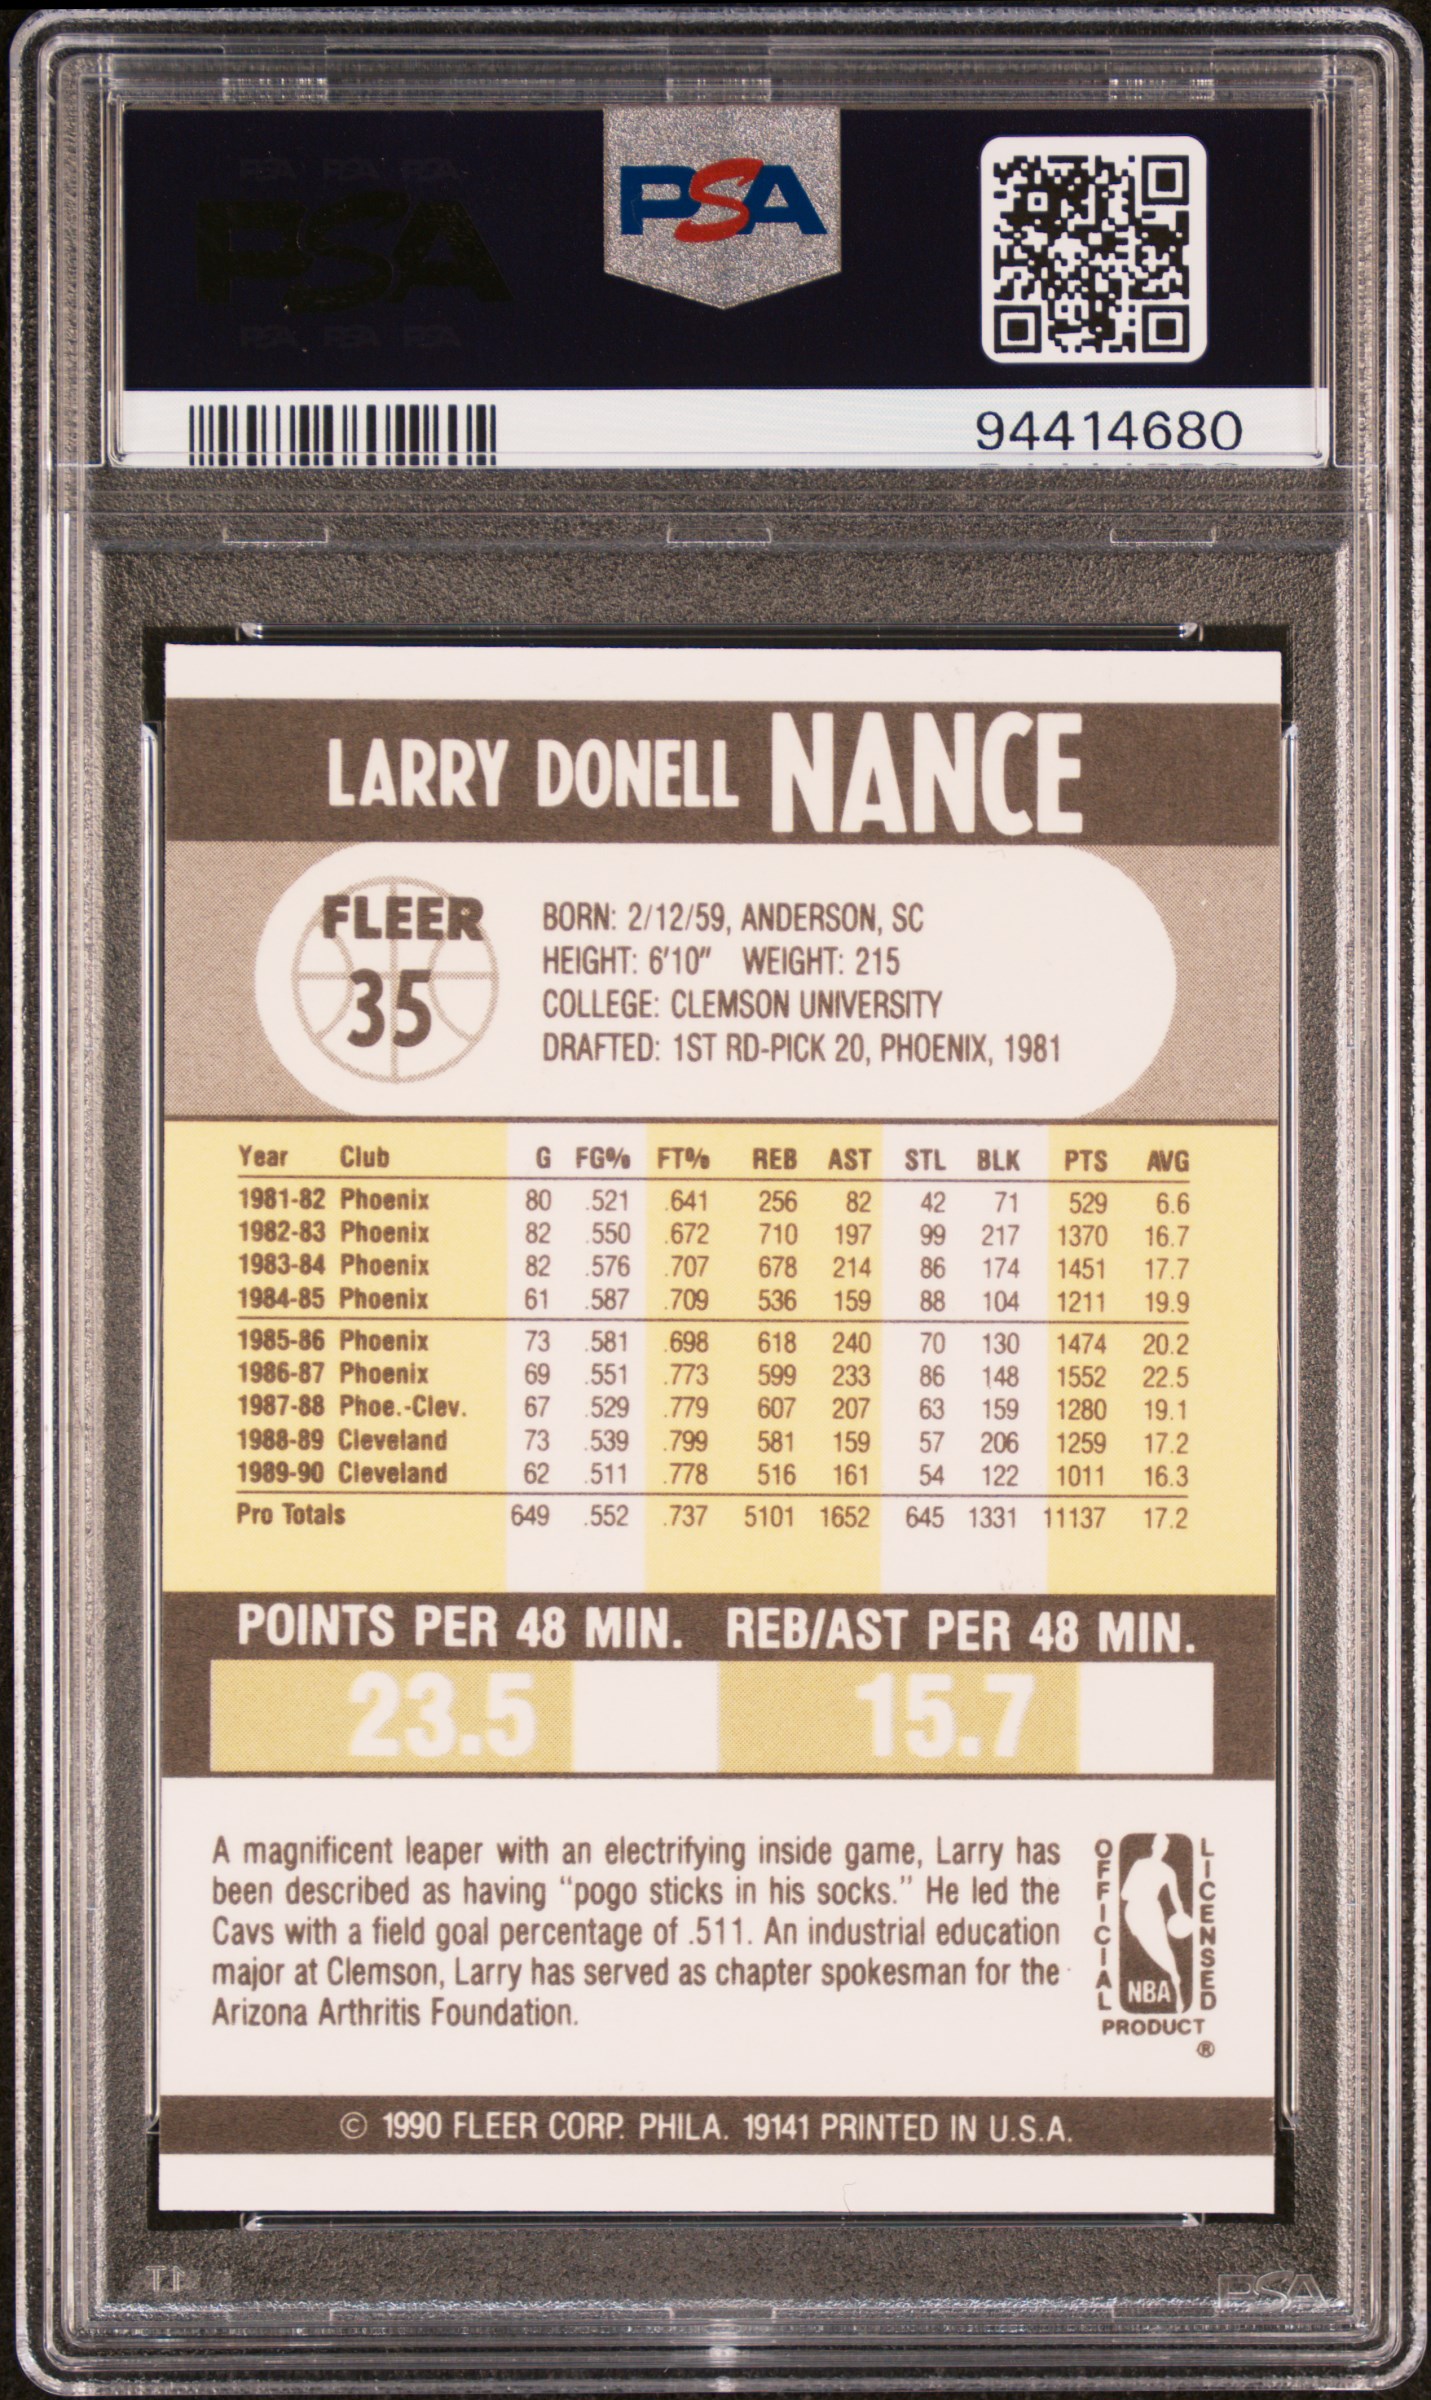 PSA PSA PSA
PSA
PSA PSA PSA
PSA
94414680
LARRY DONELL NANCE
FLEER
35
BORN: 2/12/59, ANDERSON, SC
HEIGHT: 6'10" WEIGHT: 215
COLLEGE: CLEMSON UNIVERSITY
DRAFTED: 1ST RD-PICK 20, PHOENIX, 1981
Year Club G FG% FT% REB AST STL BLK PTS AVG
1981-82 Phoenix 80 .521 .641 256 82 42 71 529 6.6
1982-83 Phoenix 82 .550 .672 710 197 99 217 1370 16.7
1983-84 Phoenix 82 .576 .707 678 214 86 174 1451 17.7
1984-85 Phoenix 61 .587 .709 536 159 88 104 1211 19.9
1985-86 Phoenix 73 .581 .698 618 240 70 130 1474 20.2
1986-87 Phoenix 69 .551 .773 599 233 86 148 1552 22.5
1987-88 Phoe.-Clev. 67 .529 .779 607 207 63 159 1280 19.1
1988-89 Cleveland 73 .539 .799 581 159 57 206 1259 17.2
1989-90 Cleveland 62 .511 .778 516 161 54 122 1011 16.3
Pro Totals 649 .552 .737 5101 1652 645 1331 11137 17.2
POINTS PER 48 MIN. REB/AST PER 48 MIN.
23.5 15.7
A magnificent leaper with an electrifying inside game, Larry has
been described as having “pogo sticks in his socks.” He led the
Cavs with a field goal percentage of .511. An industrial education
major at Clemson, Larry has served as chapter spokesman for the
Arizona Arthritis Foundation.
OFFICIAL LICENSED
NBA
PRODUCT
®
© 1990 FLEER CORP. PHILA. 19141 PRINTED IN U.S.A.
PSA